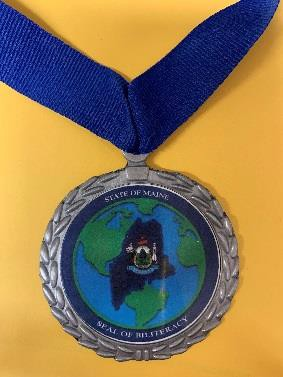 STATE OF MAINE
SEAL OF BILITERACY